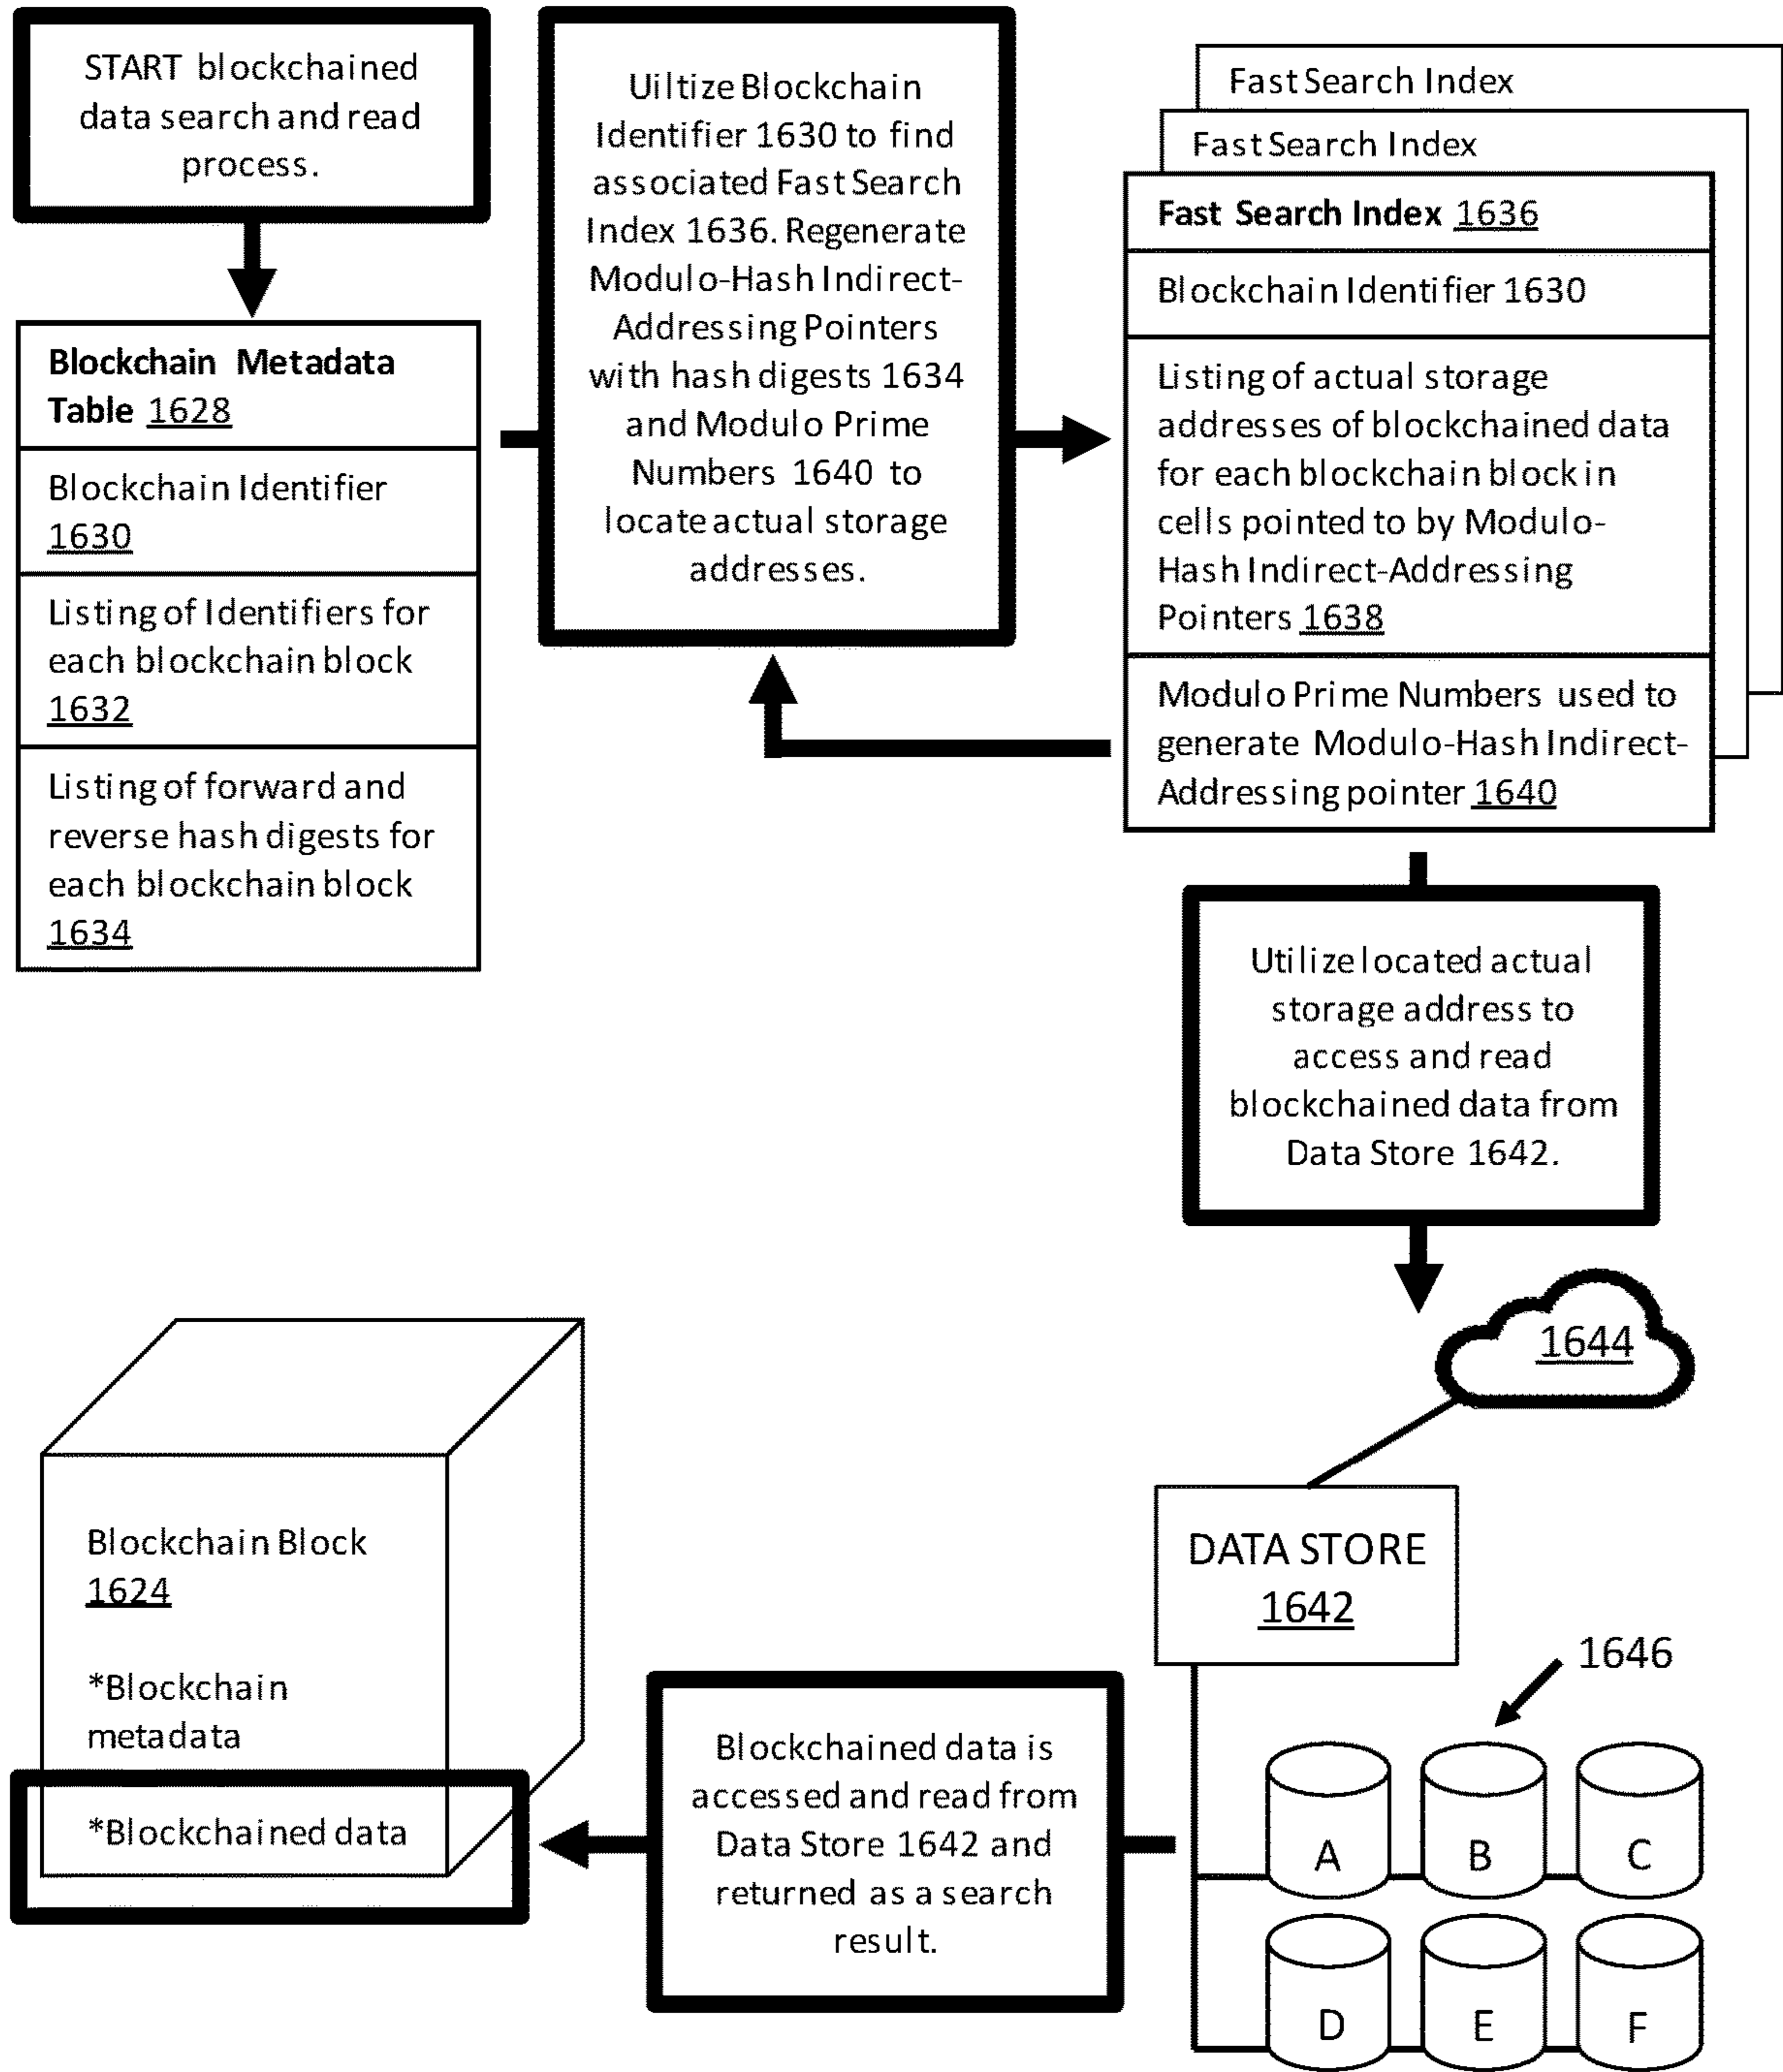 START blockchained
data search and read
process.
Blockchain Metadata
Table 1628
Blockchain Identifier
1630
Listing of Identifiers for
each blockchain block
1632
Listing of forward and
reverse hash digests for
each blockchain block
1634
Uiltize Blockchain
Identifier 1630 to find
associated Fast Search
Index 1636. Regenerate
Modulo-Hash Indirect-
Addressing Pointers
with hash digests 1634
and Modulo Prime
Numbers 1640 to
locate actual storage
addresses.
Fast Search Index
Fast Search Index
Fast Search Index 1636
Blockchain Identifier 1630
Listing of actual storage
addresses of blockchained data
for each blockchain block in
cells pointed to by Modulo-
Hash Indirect-Addressing
Pointers 1638
Modulo Prime Numbers used to
generate Modulo-Hash Indirect-
Addressing pointer 1640
Utilize located actual
storage address to
access and read
blockchained data from
Data Store 1642.
1644
DATA STORE
1642
1646
A B C
D E F
Blockchained data is
accessed and read from
Data Store 1642 and
returned as a search
result.
Blockchain Block
1624
*Blockchain
metadata
*Blockchained data